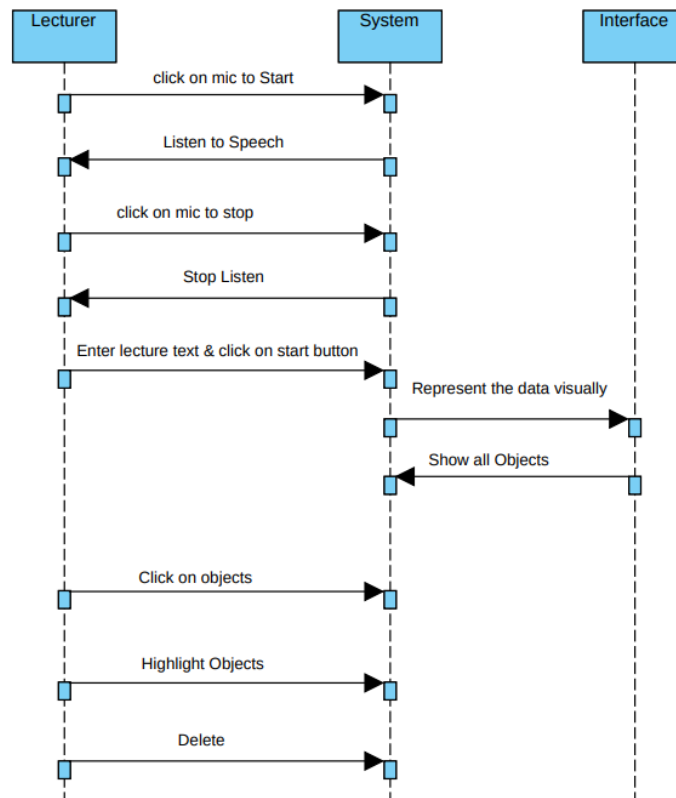 Lecturer
System
Interface
click on mic to Start
Listen to Speech
click on mic to stop
Stop Listen
Enter lecture text & click on start button
Represent the data visually
Show all Objects
Click on objects
Highlight Objects
Delete